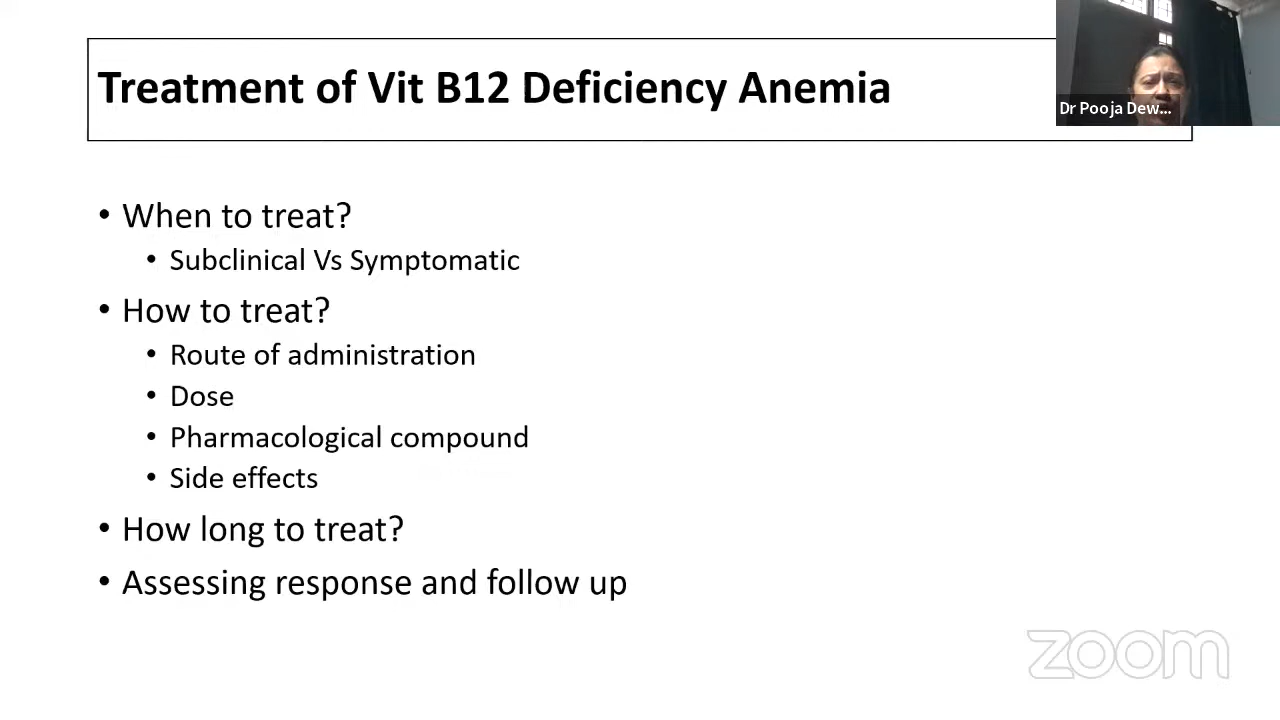 Treatment of Vit B12 Deficiency Anemia
Dr Pooja Dew...
• When to treat?
• Subclinical Vs Symptomatic
• How to treat?
• Route of administration
• Dose
• Pharmacological compound
• Side effects
• How long to treat?
• Assessing response and follow up
zoom